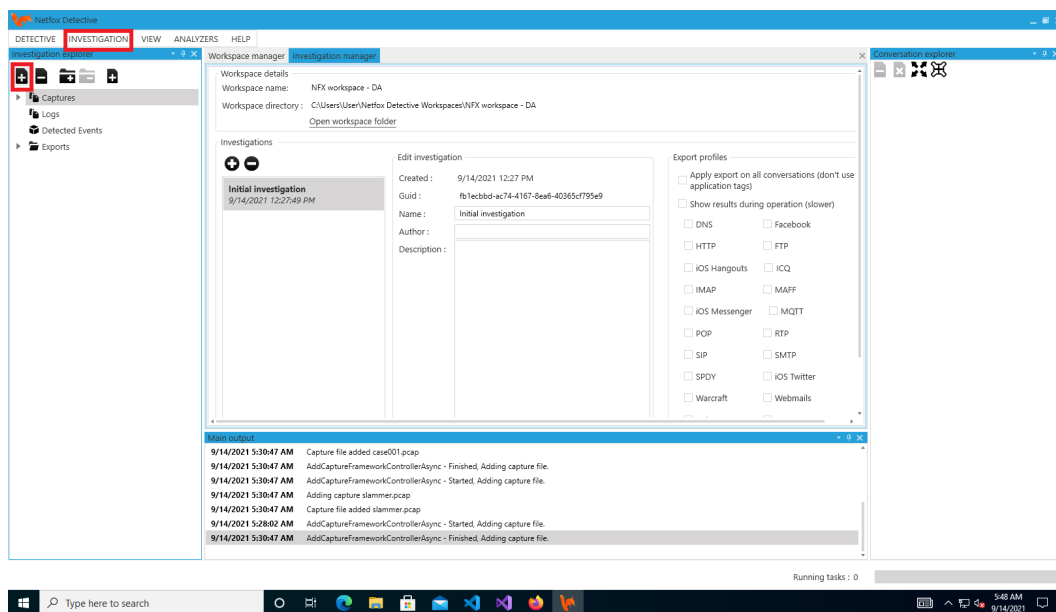 Netfox Detective
DETECTIVE INVESTIGATION VIEW ANALYZERS HELP
Investigation explorer
Captures
Logs
Detected Events
Exports
Workspace manager Investigation manager
Workspace details
Workspace name: NFX workspace - DA
Workspace directory : C:\Users\User\Netfox Detective Workspaces\NFX workspace - DA
Open workspace folder
Investigations
Initial investigation
9/14/2021 12:27:49 PM
Edit investigation
Created : 9/14/2021 12:27 PM
Guid : fb1ecbbd-ac74-4167-8ea6-40365cf795e9
Name : Initial investigation
Author :
Description :
Export profiles
Apply export on all conversations (don't use
application tags)
Show results during operation (slower)
DNS Facebook
HTTP FTP
iOS Hangouts ICQ
IMAP MAFF
iOS Messenger MQTT
POP RTP
SIP SMTP
SPDY iOS Twitter
Warcraft Webmails
Conversation explorer
Main output
9/14/2021 5:30:47 AM Capture file added case001.pcap
9/14/2021 5:30:47 AM AddCaptureFrameworkControllerAsync - Finished, Adding capture file.
9/14/2021 5:30:47 AM AddCaptureFrameworkControllerAsync - Started, Adding capture file.
9/14/2021 5:30:47 AM Adding capture slammer.pcap
9/14/2021 5:30:47 AM Capture file added slammer.pcap
9/14/2021 5:28:02 AM AddCaptureFrameworkControllerAsync - Started, Adding capture file.
9/14/2021 5:30:47 AM AddCaptureFrameworkControllerAsync - Finished, Adding capture file.
Running tasks : 0
Type here to search
5:48 AM
9/14/2021